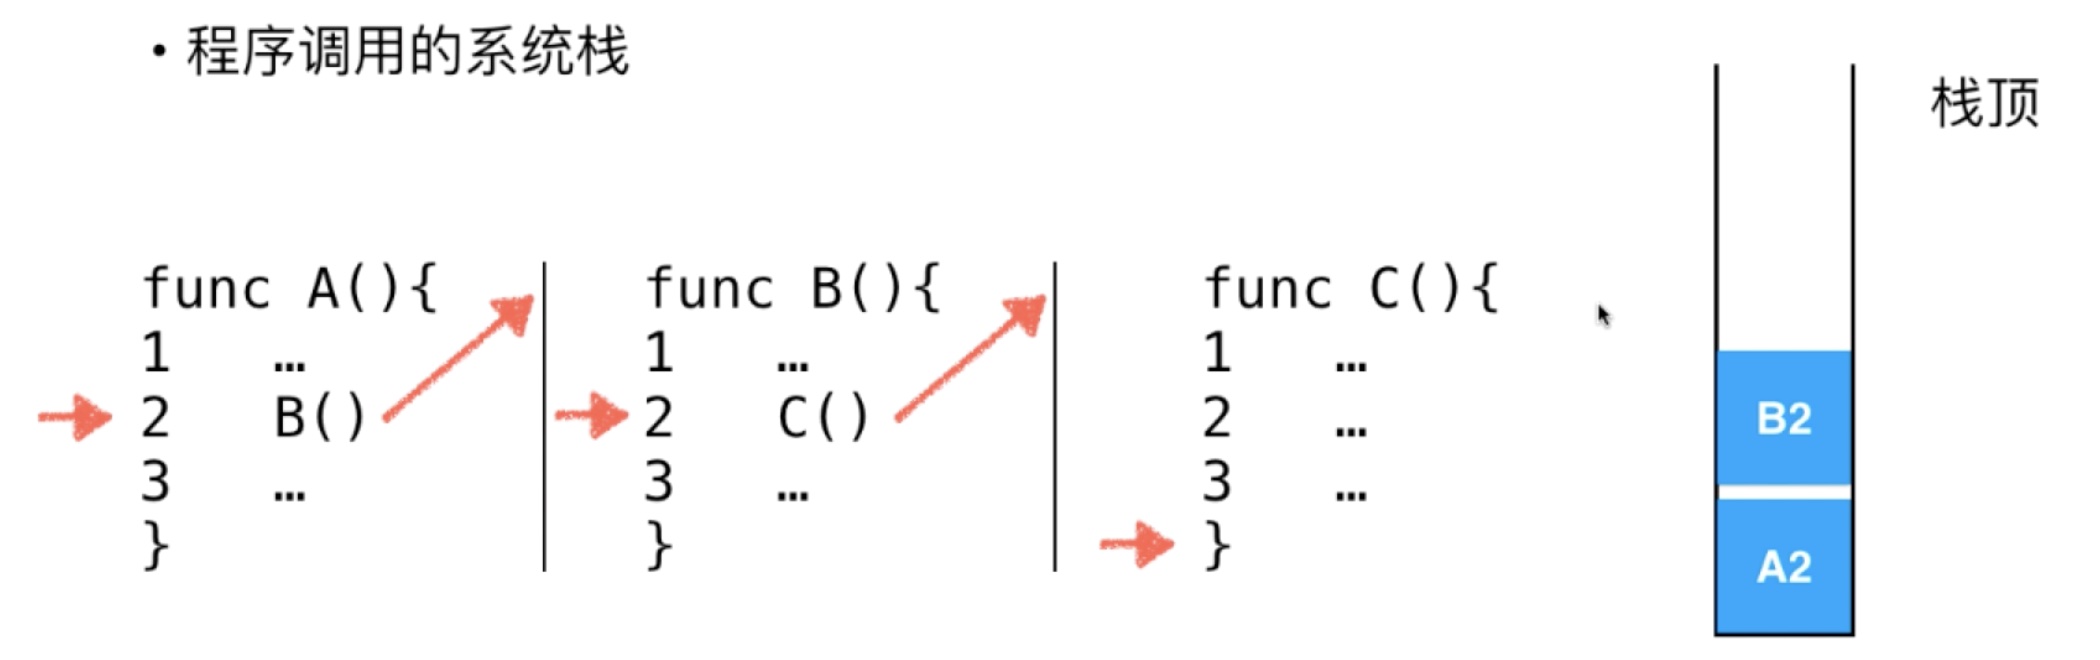 • 程序调用的系统栈
栈顶
func A(){
1 …
2 B()
3 …
}
func B(){
1 …
2 C()
3 …
}
func C(){
1 …
2 …
3 …
}
B2
A2